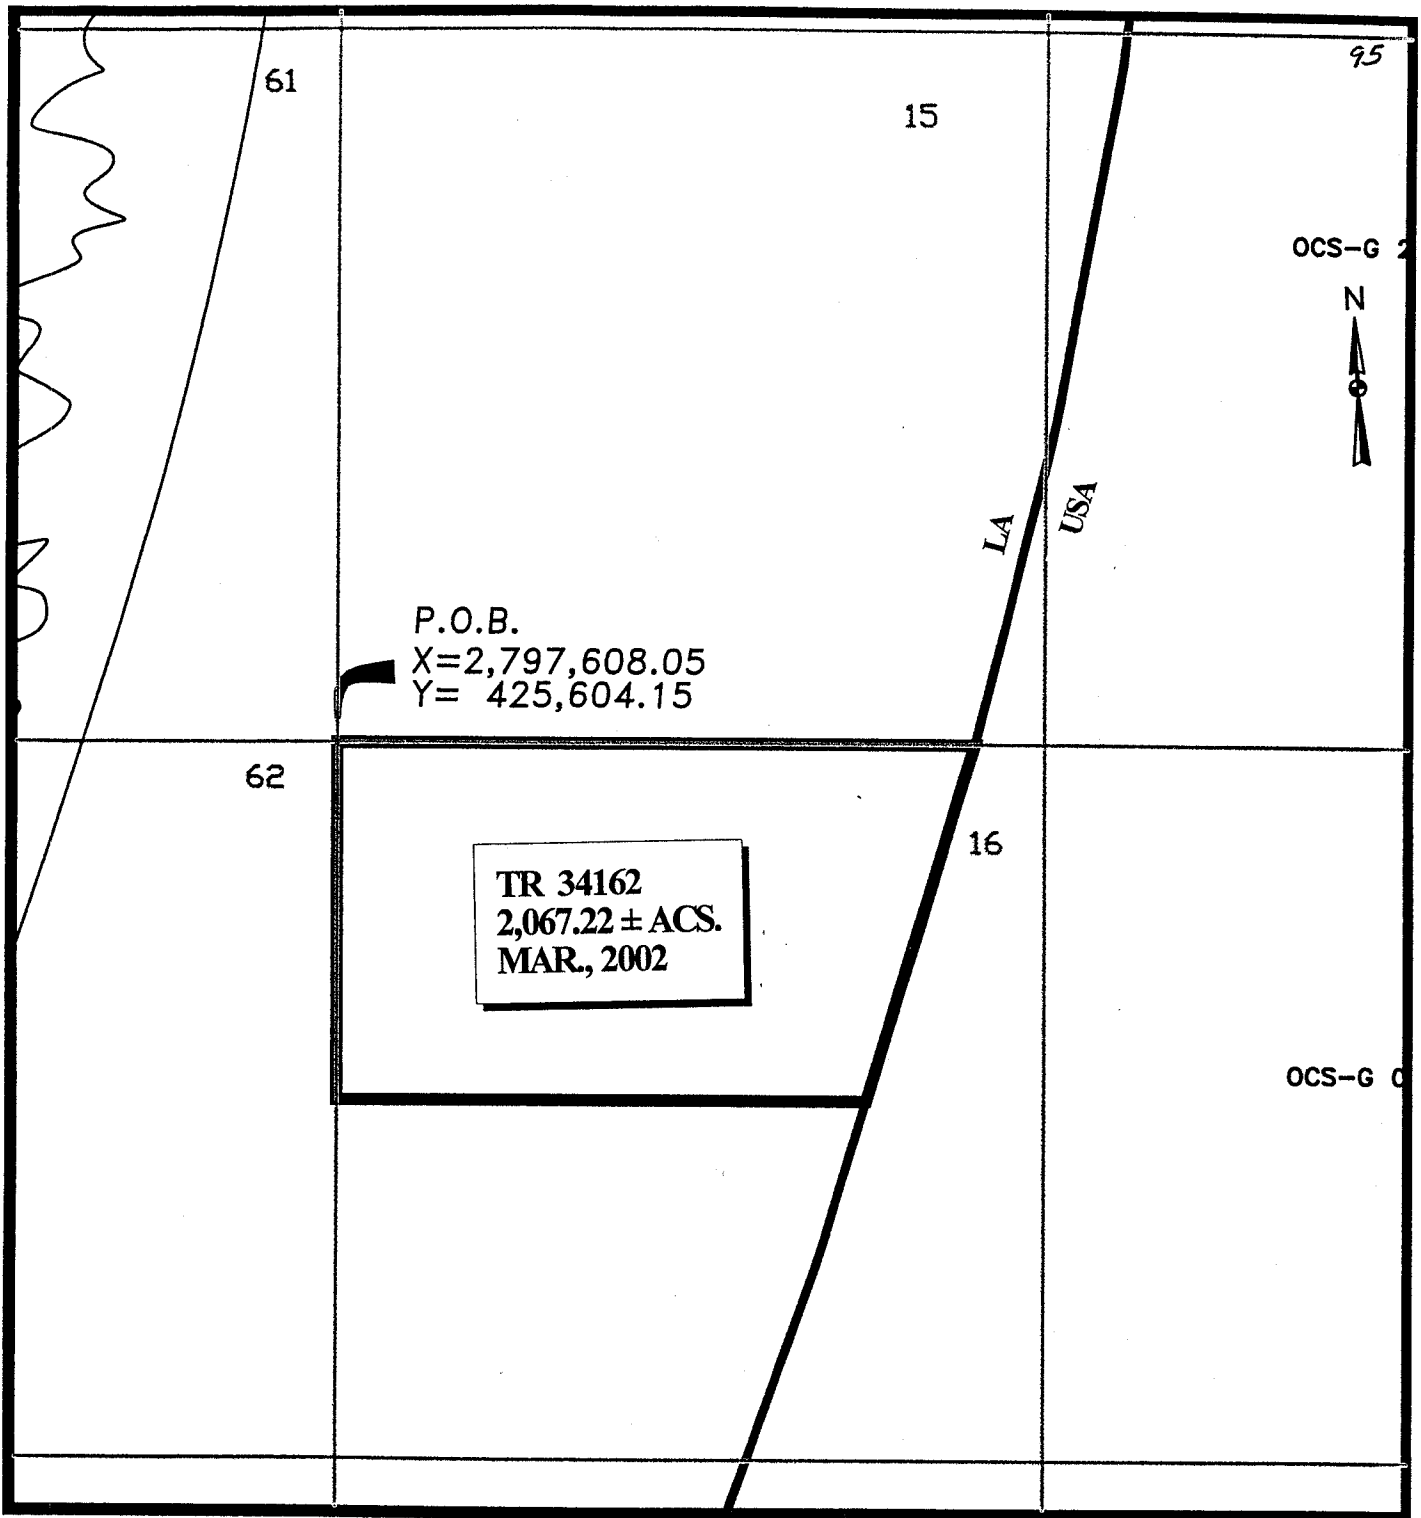 95
61
15
OCS-G 2
N
LA
USA
P.O.B.
X=2,797,608.05
Y= 425,604.15
62
16
TR 34162
2,067.22 ± ACS.
MAR., 2002
OCS-G